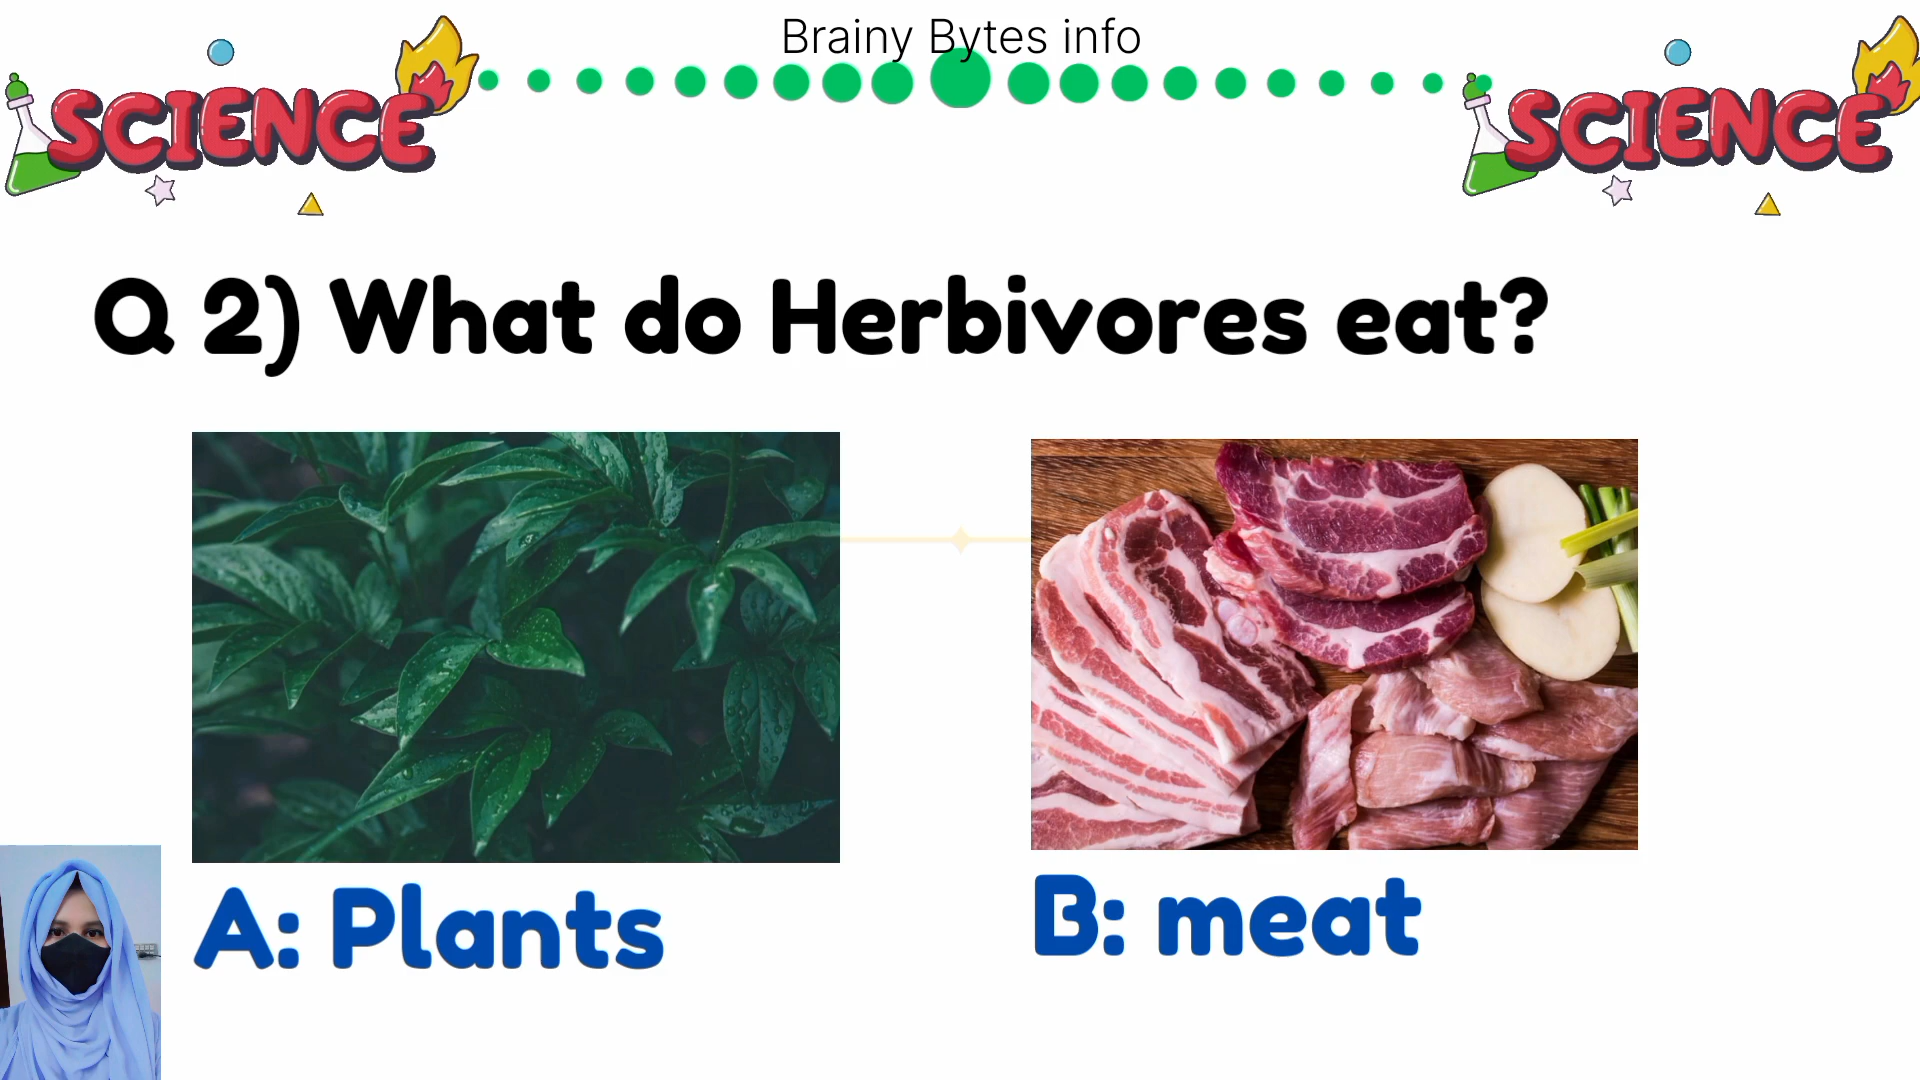 Brainy Bytes info
SCIENCE
SCIENCE
Q 2) What do Herbivores eat?
A: Plants
B: meat